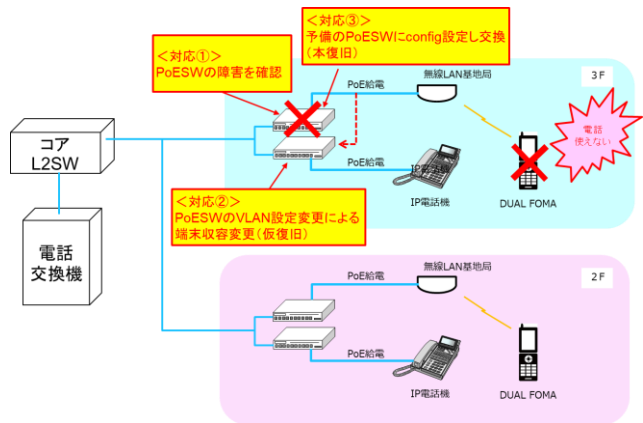 ＜対応③＞
予備のPoESWにconfig設定し交換
（本復旧）
＜対応①＞
PoESWの障害を確認
3F
無線LAN基地局
PoE給電
電話
使えない
コア
L2SW
PoE給電
IP電話機
IP電話機
DUAL FOMA
＜対応②＞
PoESWのVLAN設定変更による
端末収容変更（仮復旧）
電話
交換機
無線LAN基地局
2F
PoE給電
PoE給電
IP電話機
DUAL FOMA